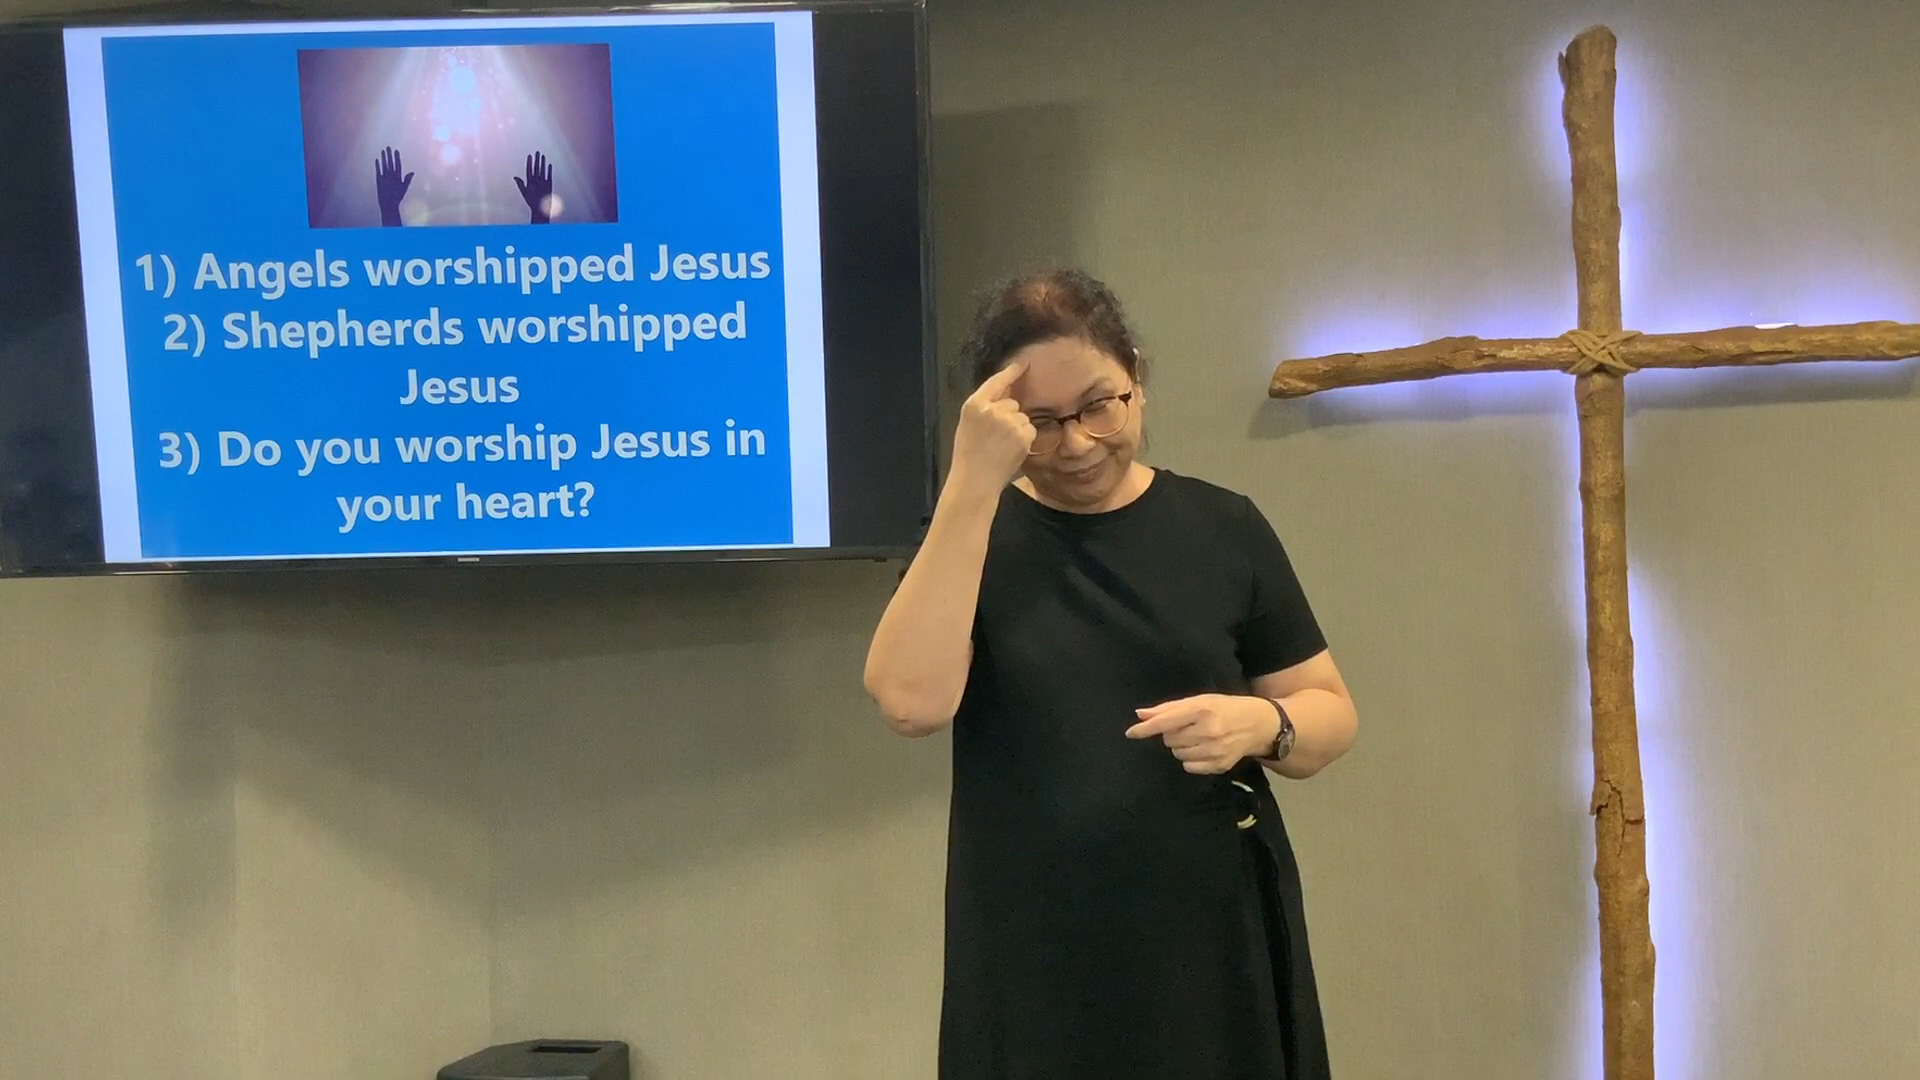 1) Angels worshipped Jesus
2) Shepherds worshipped
Jesus
3) Do you worship Jesus in
your heart?